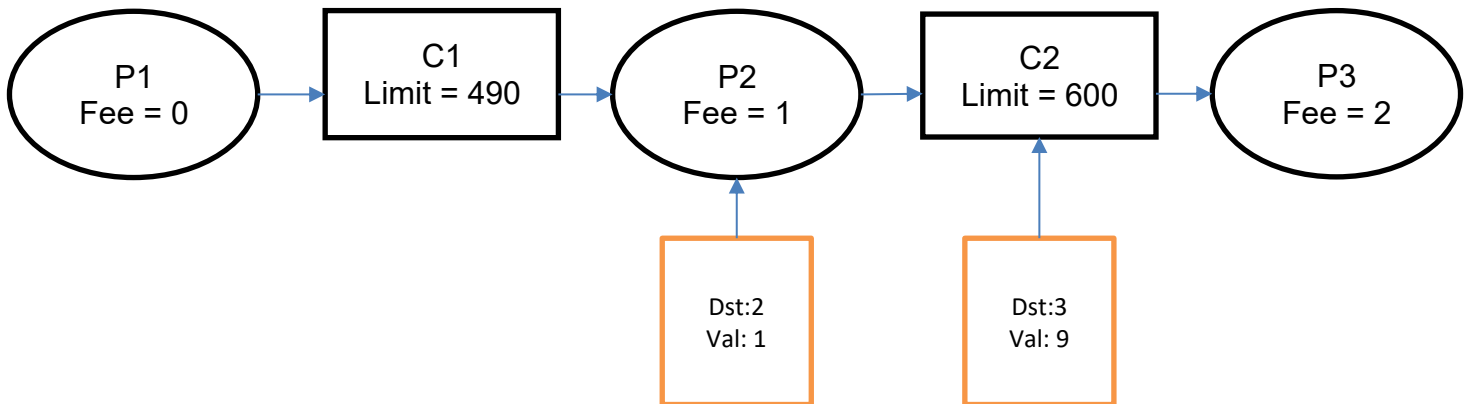 P1
Fee = 0
C1
Limit = 490
P2
Fee = 1
C2
Limit = 600
P3
Fee = 2
Dst:2
Val: 1
Dst:3
Val: 9